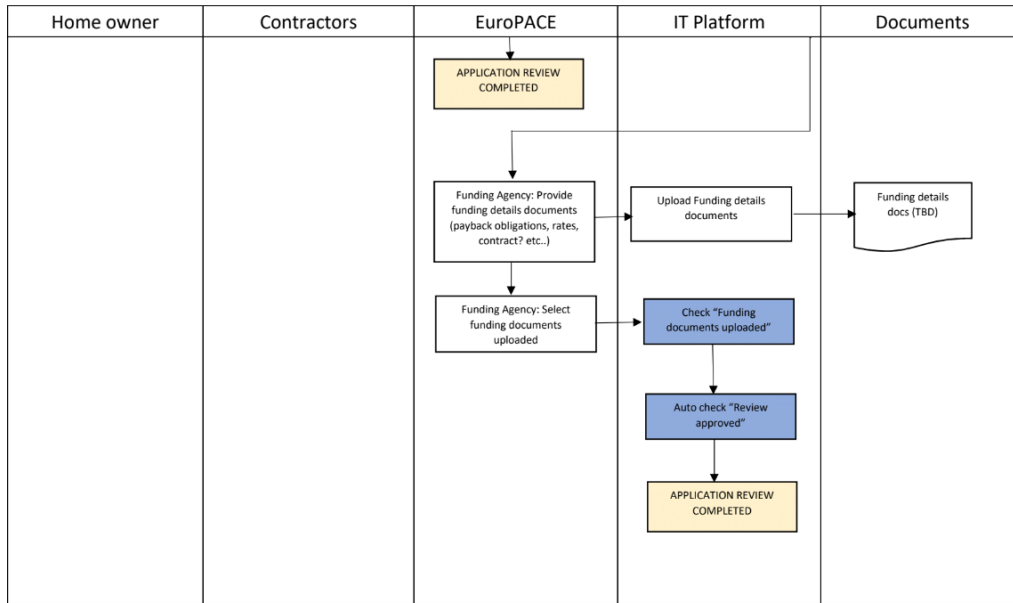 Home owner
Contractors
EuroPACE
IT Platform
Documents
APPLICATION REVIEW
COMPLETED
Funding Agency: Provide
funding details documents
(payback obligations, rates,
contract? etc..)
Upload Funding details
documents
Funding details
docs (TBD)
Funding Agency: Select
funding documents
uploaded
Check “Funding
documents uploaded”
Auto check “Review
approved”
APPLICATION REVIEW
COMPLETED